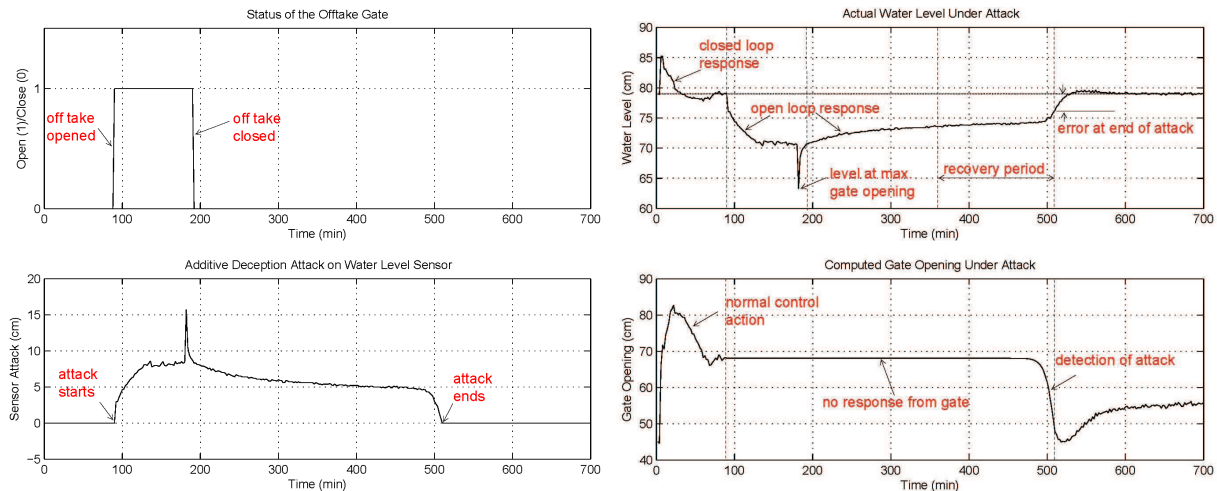 Status of the Offtake Gate
Open (1)/Close (0)
1
0
off take
opened
off take
closed
0 100 200 300 400 500 600 700
Time (min)
Actual Water Level Under Attack
Water Level (cm)
90
85
80
75
70
65
60
closed loop
response
open loop response
error at end of attack
level at max
gate opening
recovery period
0 100 200 300 400 500 600 700
Time (min)
Additive Deception Attack on Water Level Sensor
Sensor Attack (cm)
20
15
10
5
0
−5
attack
starts
attack
ends
0 100 200 300 400 500 600 700
Time (min)
Computed Gate Opening Under Attack
Gate Opening (cm)
90
80
70
60
50
40
normal control
action
detection of attack
no response from gate
0 100 200 300 400 500 600 700
Time (min)